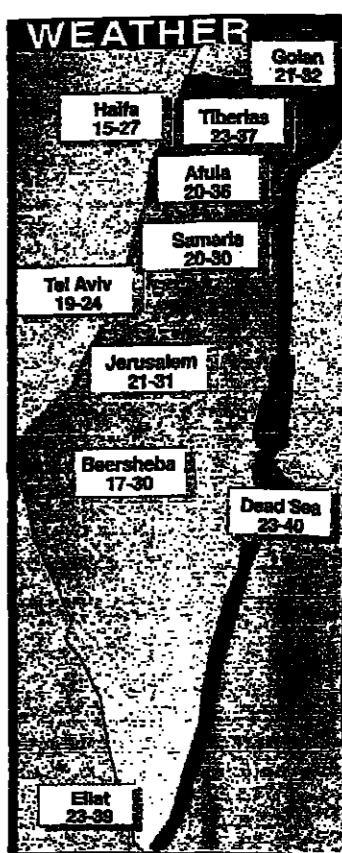 WEATHER
Golan
21-32
Haifa
15-27
Tiberias
23-37
Afula
20-36
Samaria
20-30
Tel Aviv
19-24
Jerusalem
21-31
Beersheba
17-30
Dead Sea
23-40
Eilat
23-39